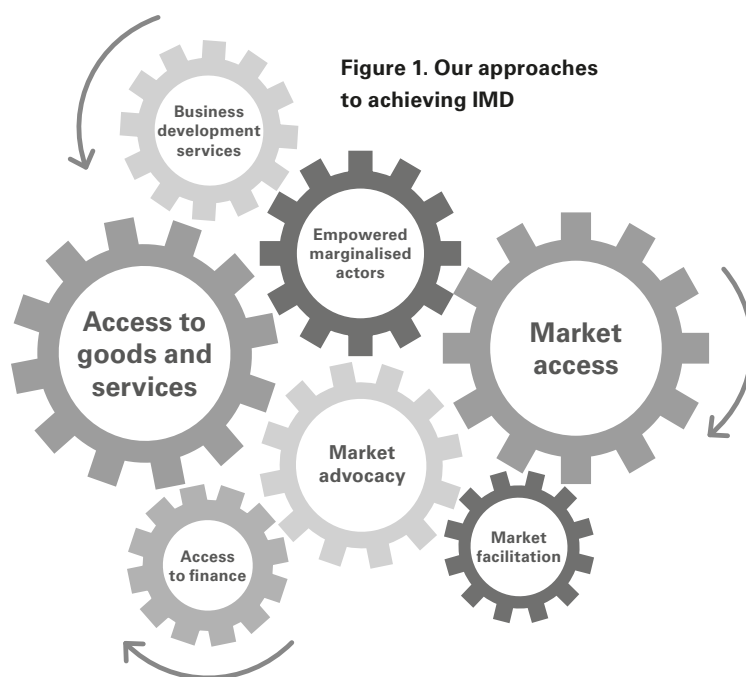 Figure 1. Our approaches
to achieving IMD
Business
development
services
Empowered
marginalised
actors
Access to
goods and
services
Market
access
Market
advocacy
Access
to finance
Market
facilitation